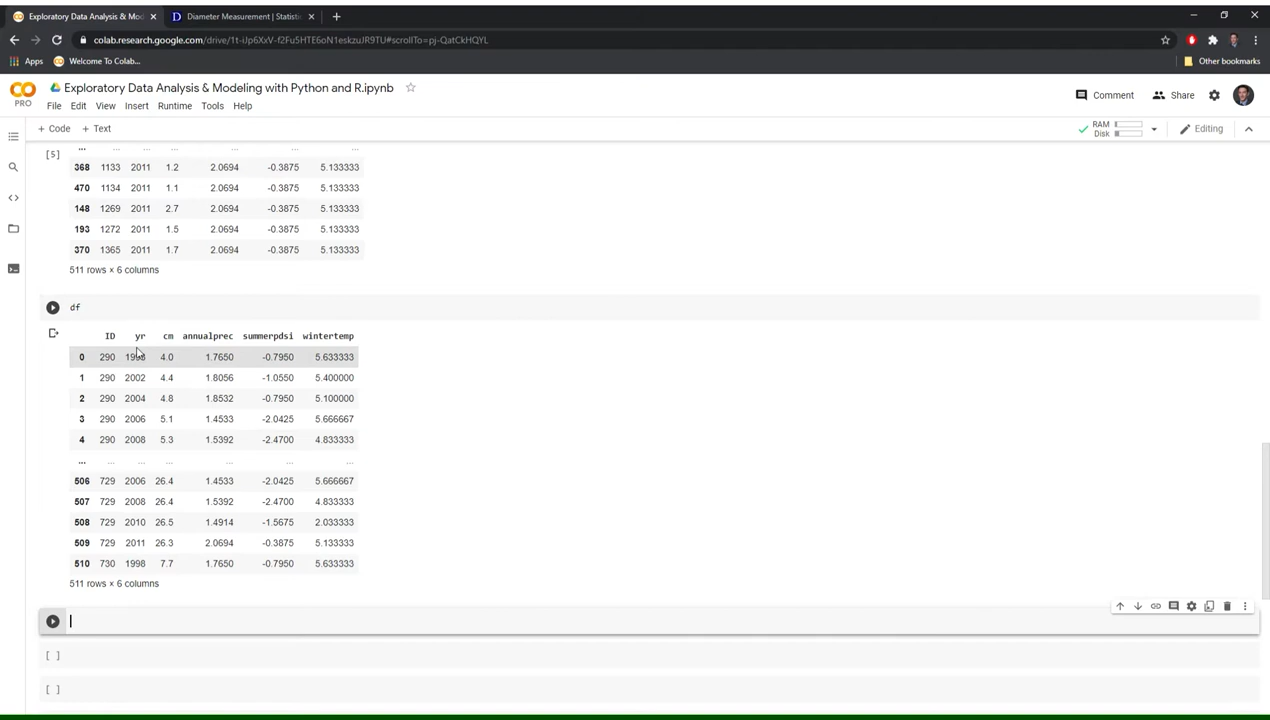 Exploratory Data Analysis & Mod
Diameter Measurement | Statistic
colab.research.google.com/drive/1t-iJp6XxV-f2Fu5HTE6oN1eskzuJR9TU#scrollTo=pj-QatCkHQYL
Apps Welcome To Colab... Other bookmarks
CO PRO
Exploratory Data Analysis & Modeling with Python and R.ipynb
File Edit View Insert Runtime Tools Help
Comment Share
+ Code + Text
RAM
Disk
Editing
[5]
... ... ... ... ... ... ...
368 1133 2011 1.2 2.0694 -0.3875 5.133333
470 1134 2011 1.1 2.0694 -0.3875 5.133333
148 1269 2011 2.7 2.0694 -0.3875 5.133333
193 1272 2011 1.5 2.0694 -0.3875 5.133333
370 1365 2011 1.7 2.0694 -0.3875 5.133333
511 rows × 6 columns
df
ID yr cm annualprec summerpdsi wintertemp
0 290 1998 4.0 1.7650 -0.7950 5.633333
1 290 2002 4.4 1.8056 -1.0550 5.400000
2 290 2004 4.8 1.8532 -0.7950 5.100000
3 290 2006 5.1 1.4533 -2.0425 5.666667
4 290 2008 5.3 1.5392 -2.4700 4.833333
... ... ... ... ... ... ...
506 729 2006 26.4 1.4533 -2.0425 5.666667
507 729 2008 26.4 1.5392 -2.4700 4.833333
508 729 2010 26.5 1.4914 -1.5675 2.033333
509 729 2011 26.3 2.0694 -0.3875 5.133333
510 730 1998 7.7 1.7650 -0.7950 5.633333
511 rows × 6 columns
[ ]
[ ]